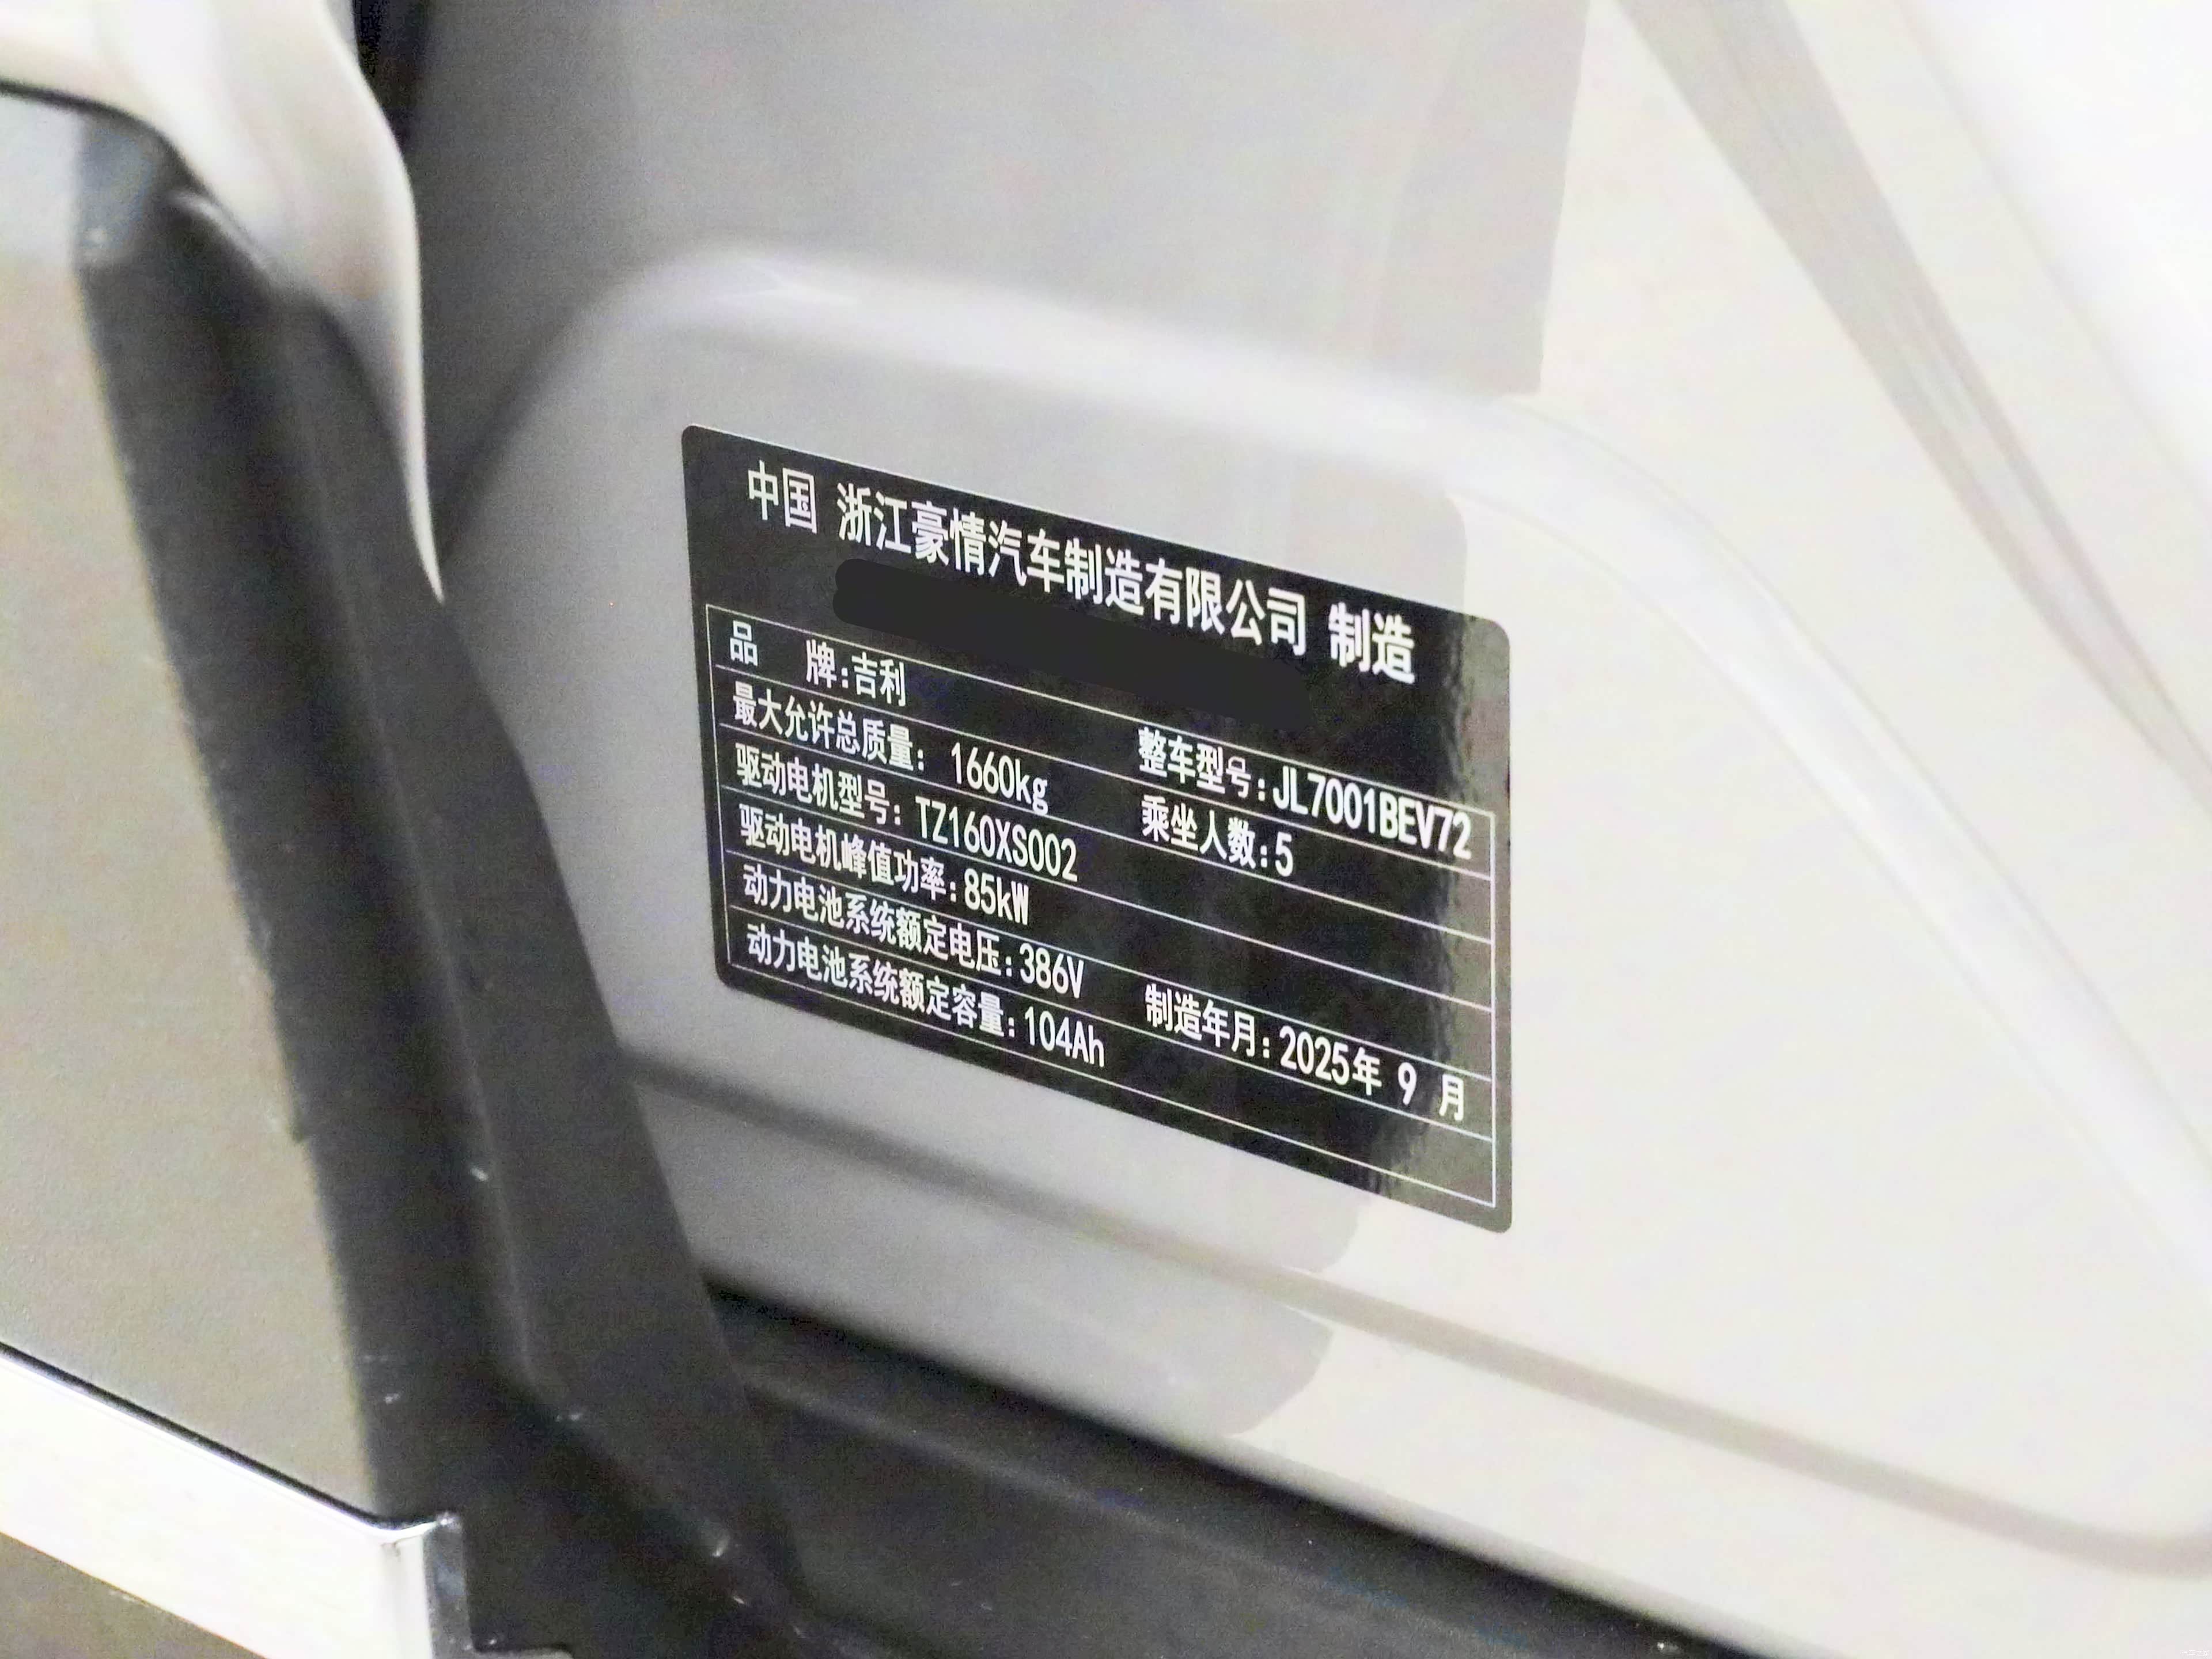 中国 浙江豪情汽车制造有限公司 制造
品 牌:吉利 整车型号:JL7001BEV72
最大允许总质量: 1660kg 乘坐人数:5
驱动电机型号: TZ160XS002
驱动电机峰值功率:85kW
动力电池系统额定电压:386V 制造年月:2025年 9 月
动力电池系统额定容量:104Ah